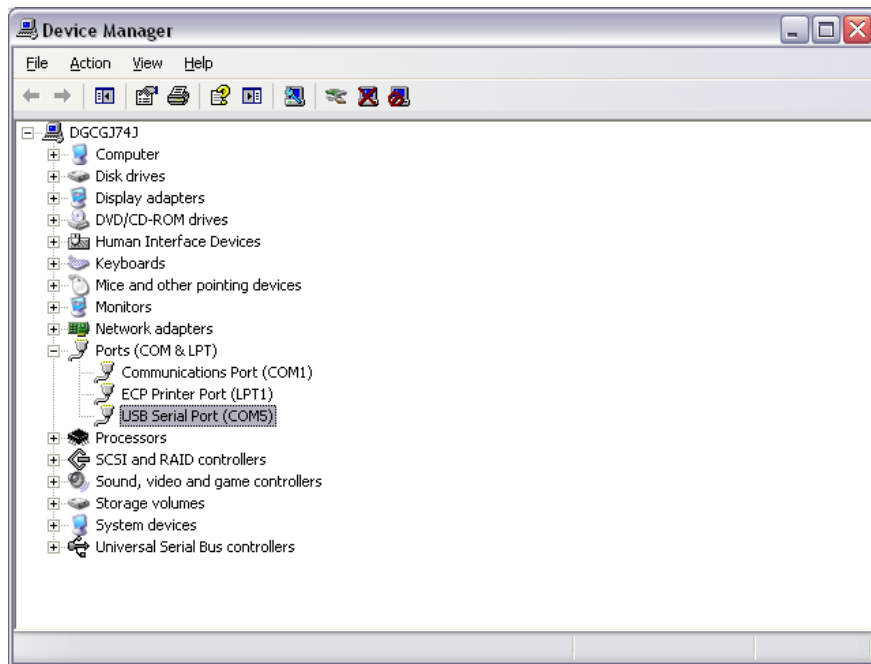 Device Manager
File Action View Help
DGCGJ74J
Computer
Disk drives
Display adapters
DVD/CD-ROM drives
Human Interface Devices
Keyboards
Mice and other pointing devices
Monitors
Network adapters
Ports (COM & LPT)
Communications Port (COM1)
ECP Printer Port (LPT1)
USB Serial Port (COM5)
Processors
SCSI and RAID controllers
Sound, video and game controllers
Storage volumes
System devices
Universal Serial Bus controllers